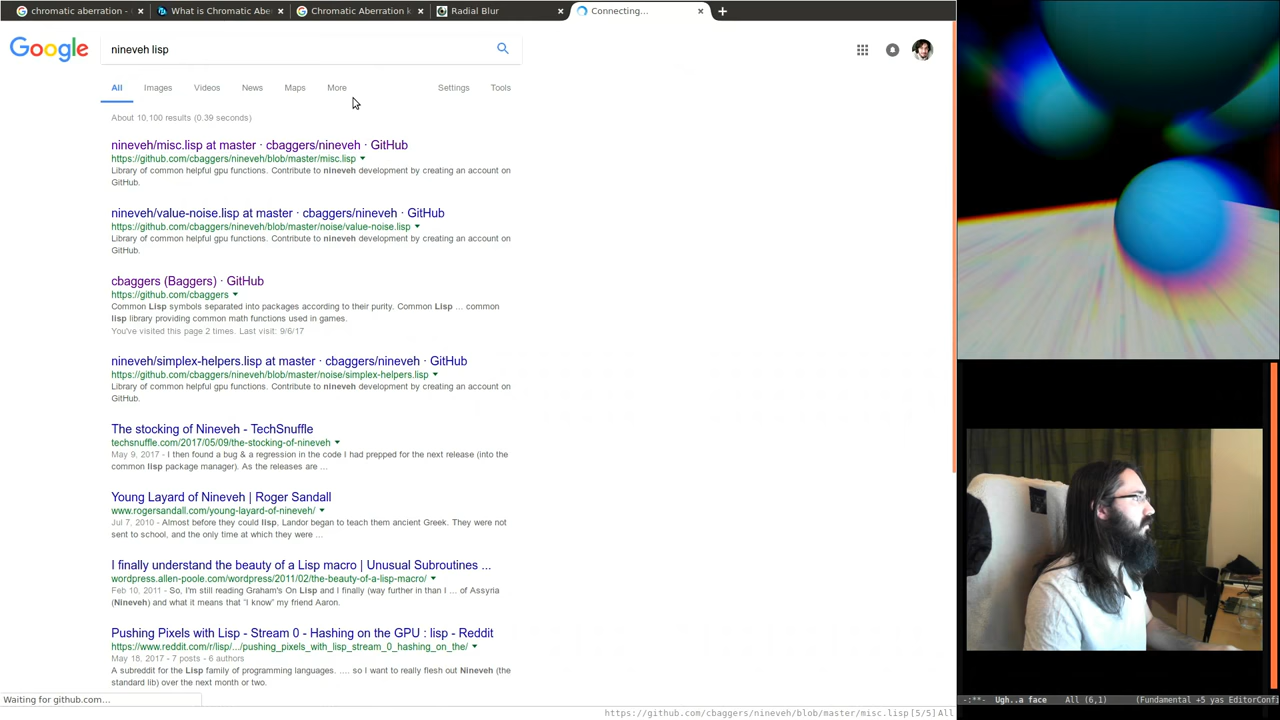 chromatic aberration -
What is Chromatic Abe
Chromatic Aberration k
Radial Blur
Connecting...
Google
nineveh lisp
All
Images
Videos
News
Maps
More
Settings
Tools
About 10,100 results (0.39 seconds)
nineveh/misc.lisp at master · cbaggers/nineveh · GitHub
https://github.com/cbaggers/nineveh/blob/master/misc.lisp
Library of common helpful gpu functions. Contribute to nineveh development by creating an account on
GitHub.
nineveh/value-noise.lisp at master · cbaggers/nineveh · GitHub
https://github.com/cbaggers/nineveh/blob/master/noise/value-noise.lisp
Library of common helpful gpu functions. Contribute to nineveh development by creating an account on
GitHub.
cbaggers (Baggers) · GitHub
https://github.com/cbaggers
Common Lisp symbols separated into packages according to their purity. Common Lisp ... common
lisp library providing common math functions used in games.
You've visited this page 2 times. Last visit: 9/6/17
nineveh/simplex-helpers.lisp at master · cbaggers/nineveh · GitHub
https://github.com/cbaggers/nineveh/blob/master/noise/simplex-helpers.lisp
Library of common helpful gpu functions. Contribute to nineveh development by creating an account on
GitHub.
The stocking of Nineveh - TechSnuffle
techsnuffle.com/2017/05/09/the-stocking-of-nineveh
May 9, 2017 - I then found a bug & a regression in the code I had prepped for the next release (into the
common lisp package manager). As the releases are ...
Young Layard of Nineveh | Roger Sandall
www.rogersandall.com/young-layard-of-nineveh/
Jul 7, 2010 - Almost before they could lisp, Landor began to teach them ancient Greek. They were not
sent to school, and the only time at which they were ...
I finally understand the beauty of a Lisp macro | Unusual Subroutines ...
wordpress.allen-poole.com/wordpress/2011/02/the-beauty-of-a-lisp-macro/
Feb 10, 2011 - So, I'm still reading Graham's On Lisp and I finally (way further in than I ... of Assyria
(Nineveh) and what it means that "I know" my friend Aaron.
Pushing Pixels with Lisp - Stream 0 - Hashing on the GPU : lisp - Reddit
https://www.reddit.com/r/lisp/.../pushing_pixels_with_lisp_stream_0_hashing_on_the/
May 18, 2017 - 7 posts - 6 authors
A subreddit for the Lisp family of programming languages. .... so I want to really flesh out Nineveh (the
standard lib) over the next month or two.
Waiting for github.com...
https://github.com/cbaggers/nineveh/blob/master/misc.lisp[5/5]All
-:**- Ugh..a face All (6,1) (Fundamental +5 yas EditorConfi